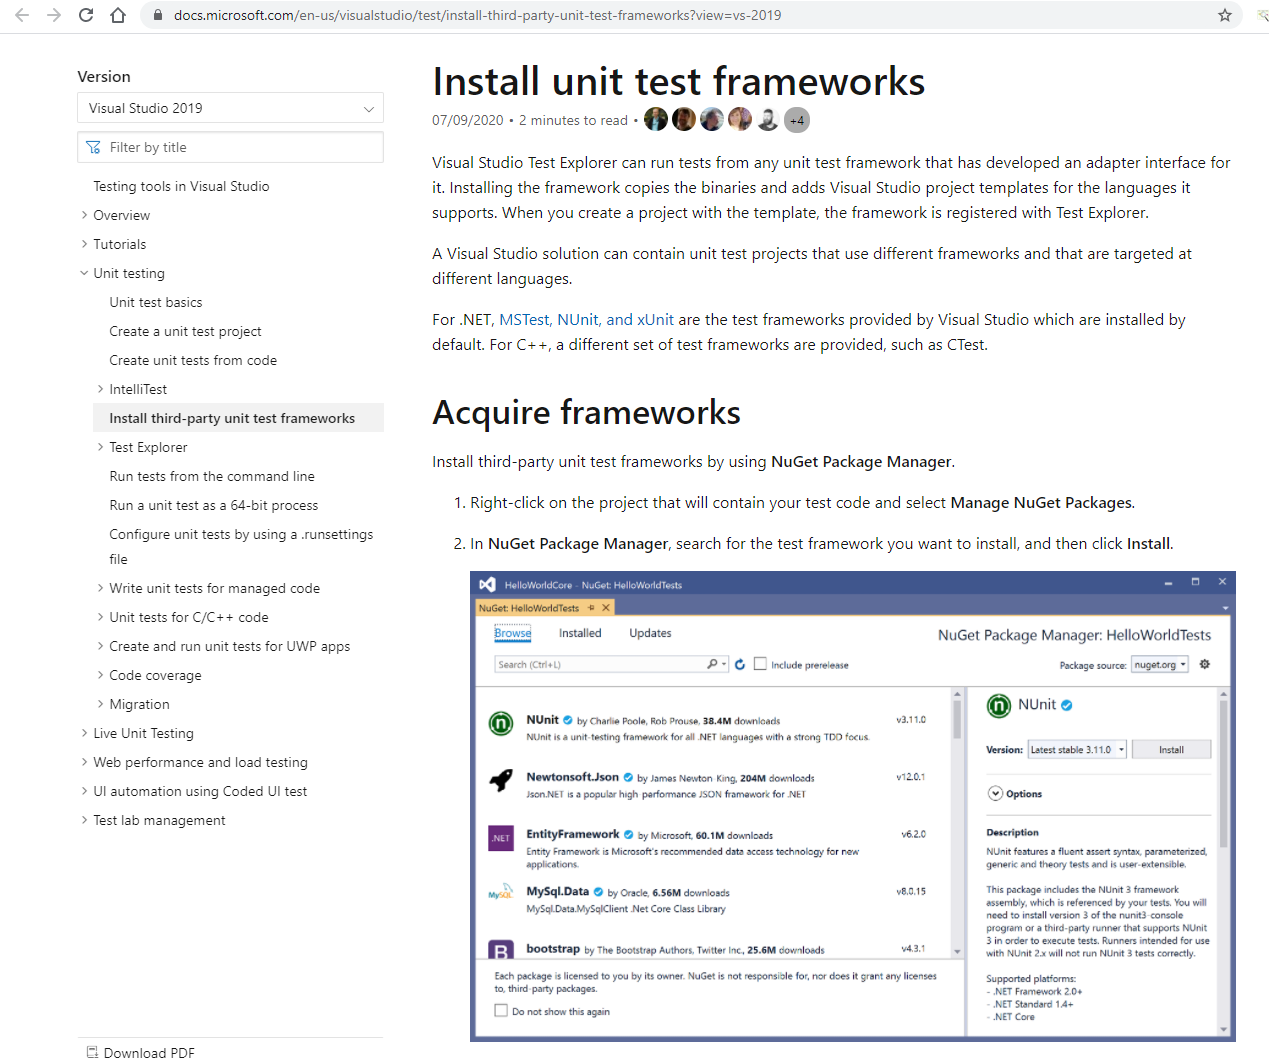 docs.microsoft.com/en-us/visualstudio/test/install-third-party-unit-test-frameworks?view=vs-2019
Version
Visual Studio 2019
Filter by title
Testing tools in Visual Studio
Overview
Tutorials
Unit testing
Unit test basics
Create a unit test project
Create unit tests from code
IntelliTest
Install third-party unit test frameworks
Test Explorer
Run tests from the command line
Run a unit test as a 64-bit process
Configure unit tests by using a .runsettings
file
Write unit tests for managed code
Unit tests for C/C++ code
Create and run unit tests for UWP apps
Code coverage
Migration
Live Unit Testing
Web performance and load testing
UI automation using Coded UI test
Test lab management
Download PDF
Install unit test frameworks
07/09/2020 • 2 minutes to read • +4
Visual Studio Test Explorer can run tests from any unit test framework that has developed an adapter interface for
it. Installing the framework copies the binaries and adds Visual Studio project templates for the languages it
supports. When you create a project with the template, the framework is registered with Test Explorer.
A Visual Studio solution can contain unit test projects that use different frameworks and that are targeted at
different languages.
For .NET, MSTest, NUnit, and xUnit are the test frameworks provided by Visual Studio which are installed by
default. For C++, a different set of test frameworks are provided, such as CTest.
Acquire frameworks
Install third-party unit test frameworks by using NuGet Package Manager.
1. Right-click on the project that will contain your test code and select Manage NuGet Packages.
2. In NuGet Package Manager, search for the test framework you want to install, and then click Install.
HelloWorldCore - NuGet: HelloWorldTests
NuGet: HelloWorldTests
Browse Installed Updates
NuGet Package Manager: HelloWorldTests
Search (Ctrl+L)
Include prerelease
Package source: nuget.org
NUnit by Charlie Poole, Rob Prouse, 38.4M downloads v3.11.0
NUnit is a unit-testing framework for all .NET languages with a strong TDD focus.
Newtonsoft.Json by James Newton-King, 204M downloads v12.0.1
Json.NET is a popular high-performance JSON framework for .NET
.NET
EntityFramework by Microsoft, 60.1M downloads v6.2.0
Entity Framework is Microsoft's recommended data access technology for new
applications.
MySQL
MySql.Data by Oracle, 6.56M downloads v8.0.15
MySql.Data.MySqlClient .Net Core Class Library
B
bootstrap by The Bootstrap Authors, Twitter Inc., 25.6M downloads v4.3.1
Each package is licensed to you by its owner. NuGet is not responsible for, nor does it grant any licenses
to, third-party packages.
Do not show this again
n NUnit
Version: Latest stable 3.11.0 Install
Options
Description
NUnit features a fluent assert syntax, parameterized,
generic and theory tests and is user-extensible.
This package includes the NUnit 3 framework
assembly, which is referenced by your tests. You will
need to install version 3 of the nunit3-console
program or a third-party runner that supports NUnit
3 in order to execute tests. Runners intended for use
with NUnit 2.x will not run NUnit 3 tests correctly.
Supported platforms:
- .NET Framework 2.0+
- .NET Standard 1.4+
- .NET Core